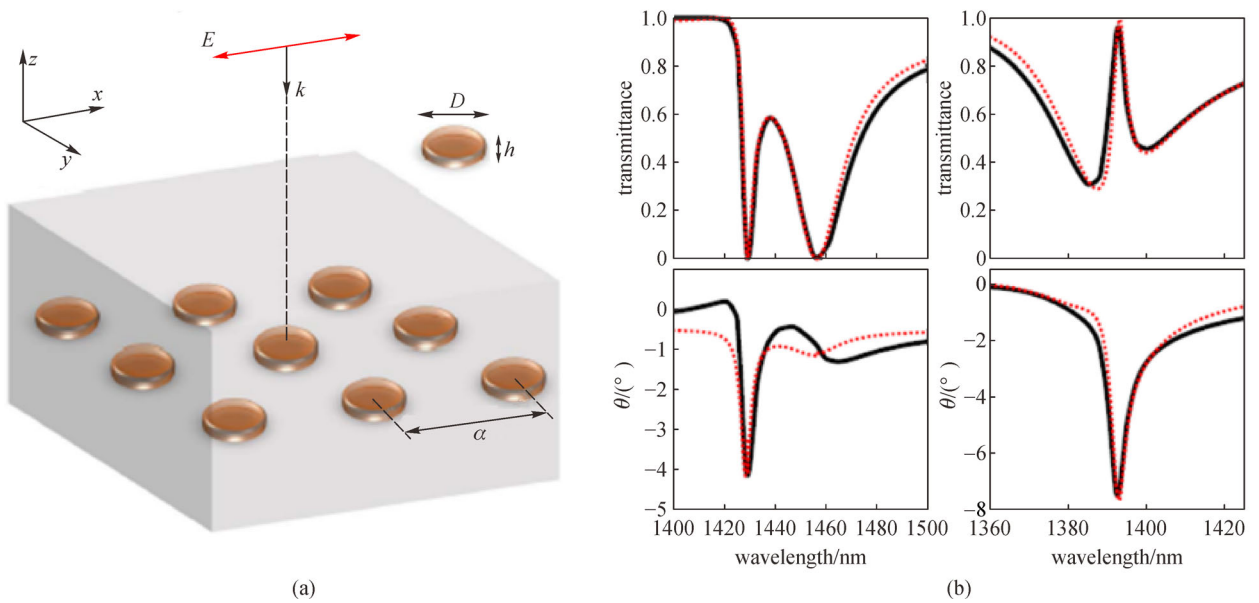 E
z
x
y
k
D
h
α
(a)
transmittance
1.0
0.8
0.6
0.4
0.2
0
θ/(°)
0
−1
−2
−3
−4
−5
1400 1420 1440 1460 1480 1500
wavelength/nm
transmittance
1.0
0.8
0.6
0.4
0.2
0
θ/(°)
0
−2
−4
−6
−8
1360 1380 1400 1420
wavelength/nm
(b)